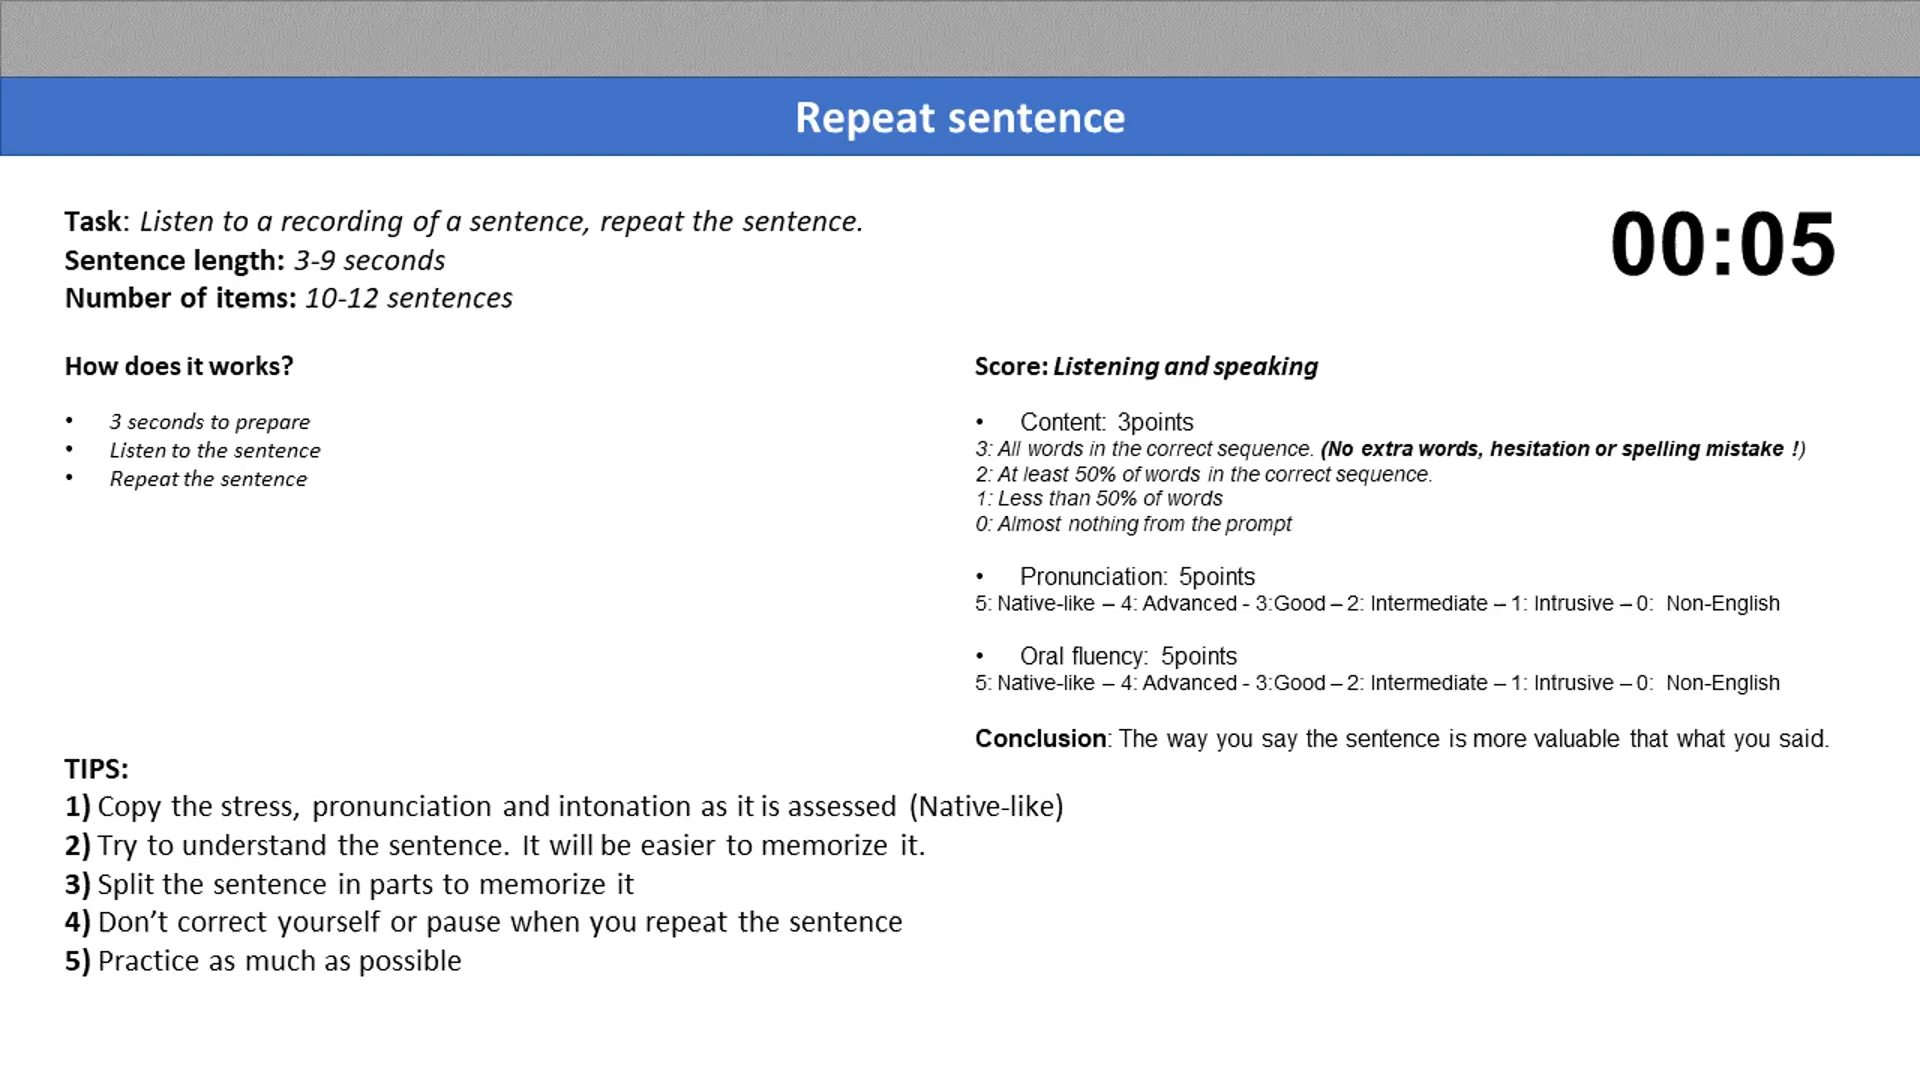 Repeat sentence
Task: Listen to a recording of a sentence, repeat the sentence.
Sentence length: 3-9 seconds
Number of items: 10-12 sentences
00:05
How does it works?
• 3 seconds to prepare
• Listen to the sentence
• Repeat the sentence
Score: Listening and speaking
• Content: 3points
3: All words in the correct sequence. (No extra words, hesitation or spelling mistake !)
2: At least 50% of words in the correct sequence.
1: Less than 50% of words
0: Almost nothing from the prompt
• Pronunciation: 5points
5: Native-like – 4: Advanced - 3:Good – 2: Intermediate – 1: Intrusive – 0: Non-English
• Oral fluency: 5points
5: Native-like – 4: Advanced - 3:Good – 2: Intermediate – 1: Intrusive – 0: Non-English
Conclusion: The way you say the sentence is more valuable that what you said.
TIPS:
1) Copy the stress, pronunciation and intonation as it is assessed (Native-like)
2) Try to understand the sentence. It will be easier to memorize it.
3) Split the sentence in parts to memorize it
4) Don’t correct yourself or pause when you repeat the sentence
5) Practice as much as possible